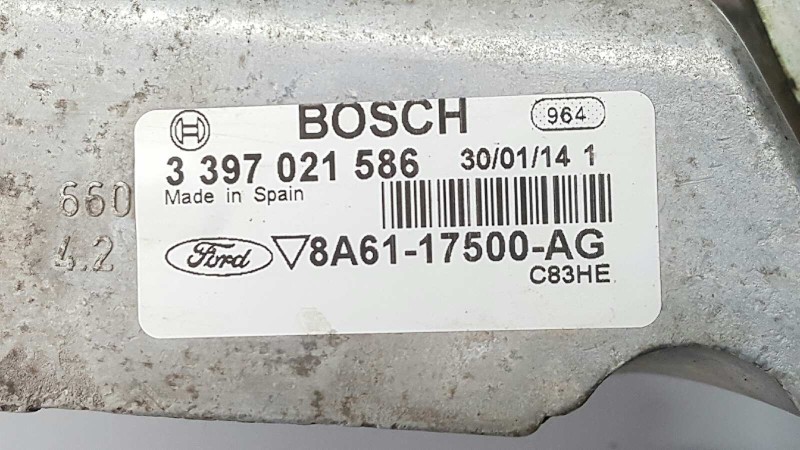 BOSCH 964
3 397 021 586 30/01/14 1
Made in Spain
660
4.2
Ford 8A61-17500-AG
C83HE